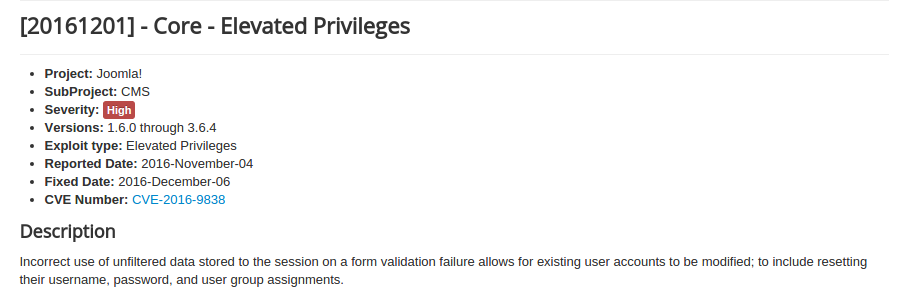 [20161201] - Core - Elevated Privileges
Project: Joomla!
SubProject: CMS
Severity: High
Versions: 1.6.0 through 3.6.4
Exploit type: Elevated Privileges
Reported Date: 2016-November-04
Fixed Date: 2016-December-06
CVE Number: CVE-2016-9838
Description
Incorrect use of unfiltered data stored to the session on a form validation failure allows for existing user accounts to be modified; to include resetting
their username, password, and user group assignments.